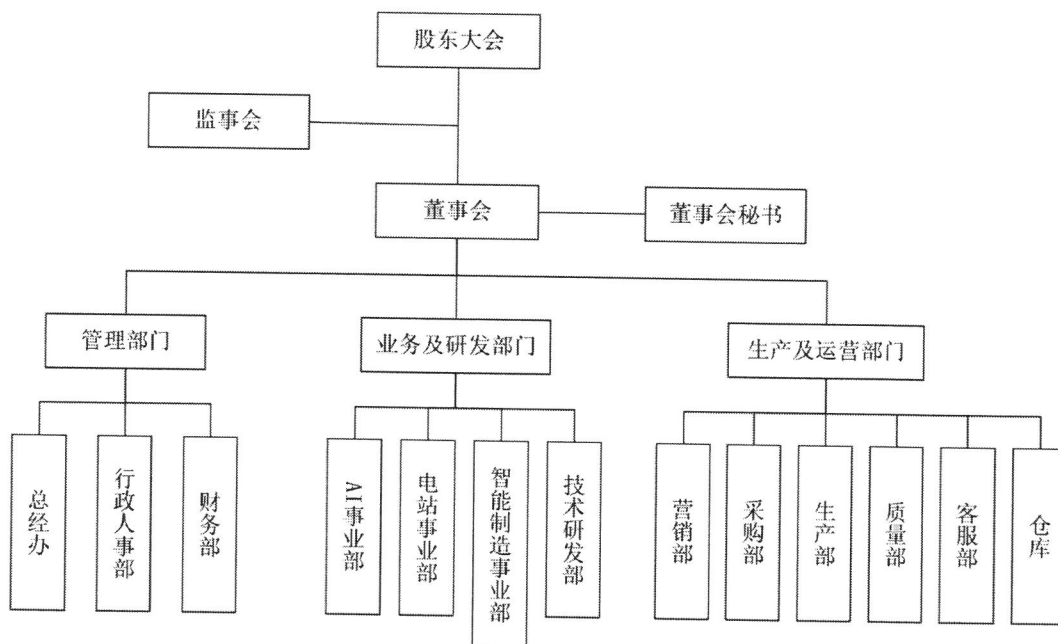 股东大会
监事会
董事会
董事会秘书
管理部门
业务及研发部门
生产及运营部门
总经办
行政人事部
财务部
AI事业部
电站事业部
智能制造事业部
技术研发部
营销部
采购部
生产部
质量部
客服部
仓库